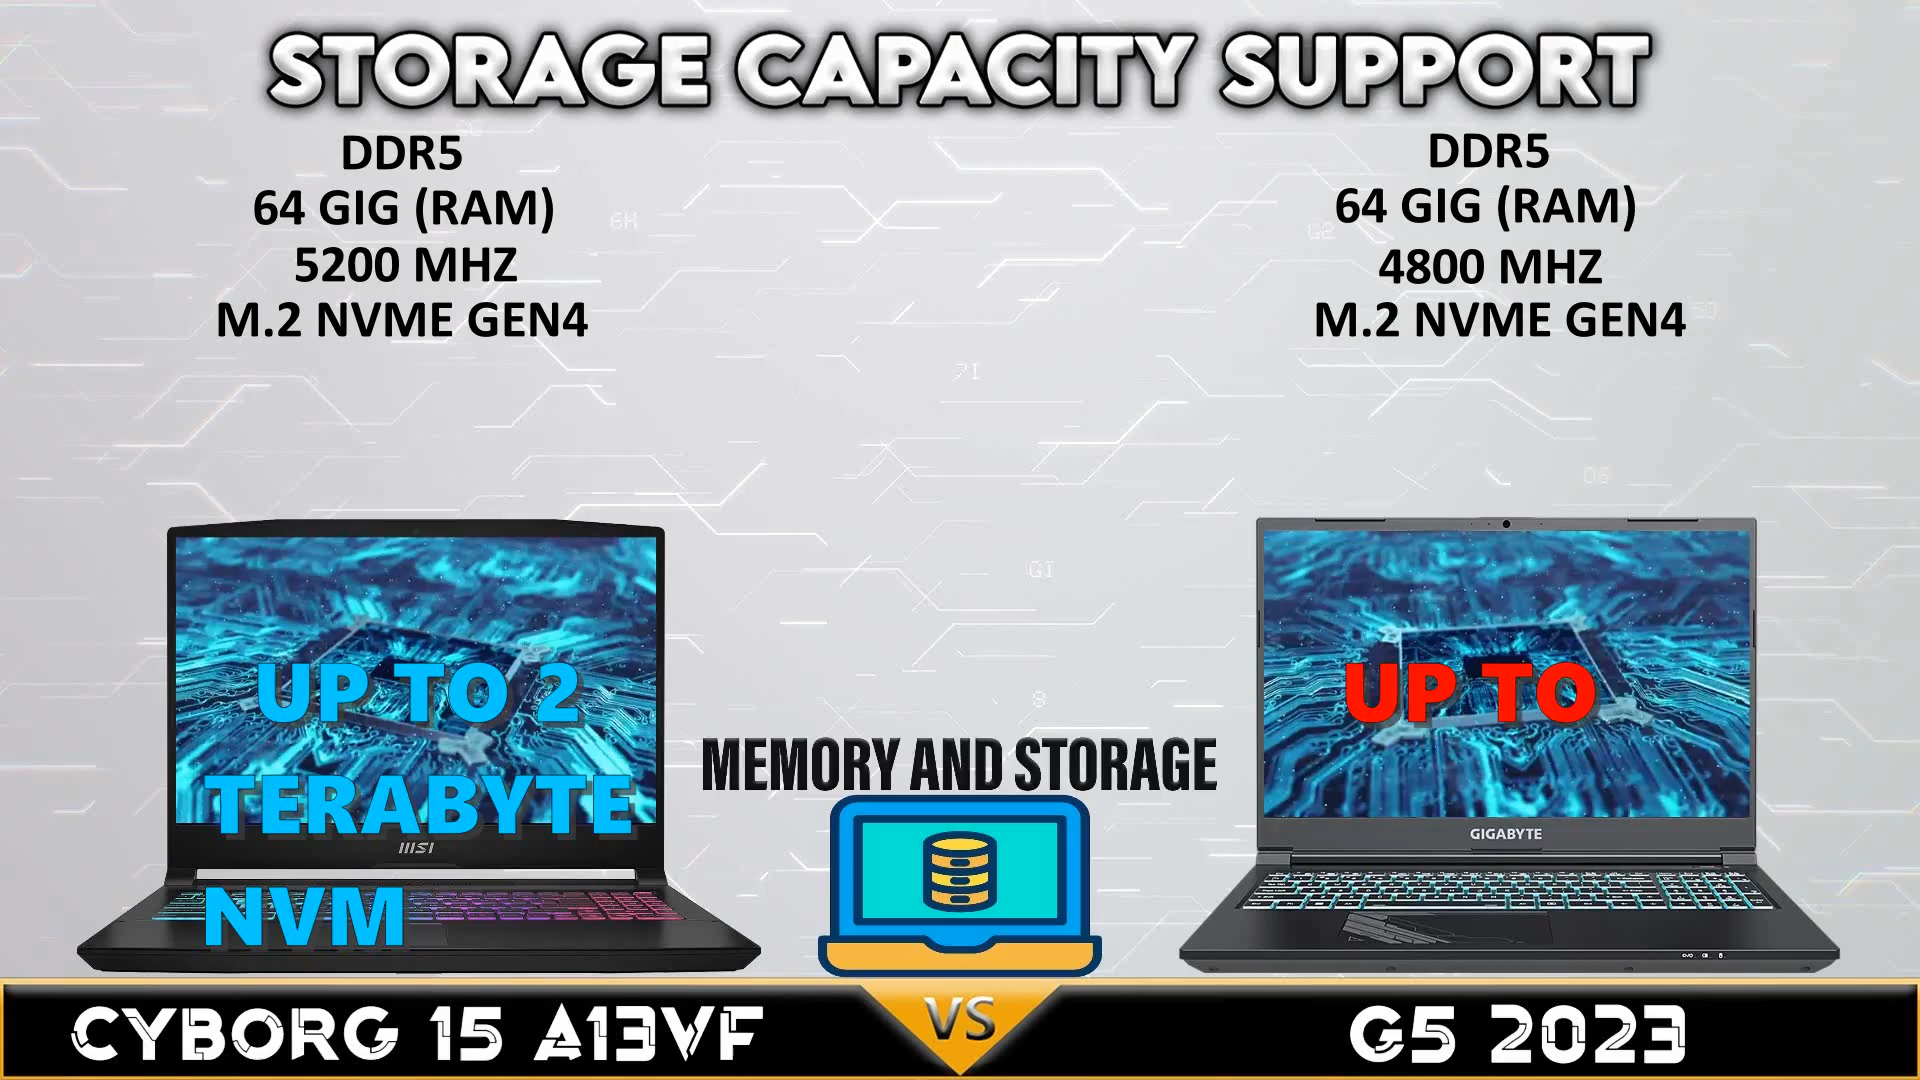 STORAGE CAPACITY SUPPORT
DDR5
64 GIG (RAM)
5200 MHZ
M.2 NVME GEN4
DDR5
64 GIG (RAM)
4800 MHZ
M.2 NVME GEN4
UP TO 2
TERABYTE
NVM
msi
UP TO
GIGABYTE
MEMORY AND STORAGE
CYBORG 15 A13VF
VS
G5 2023